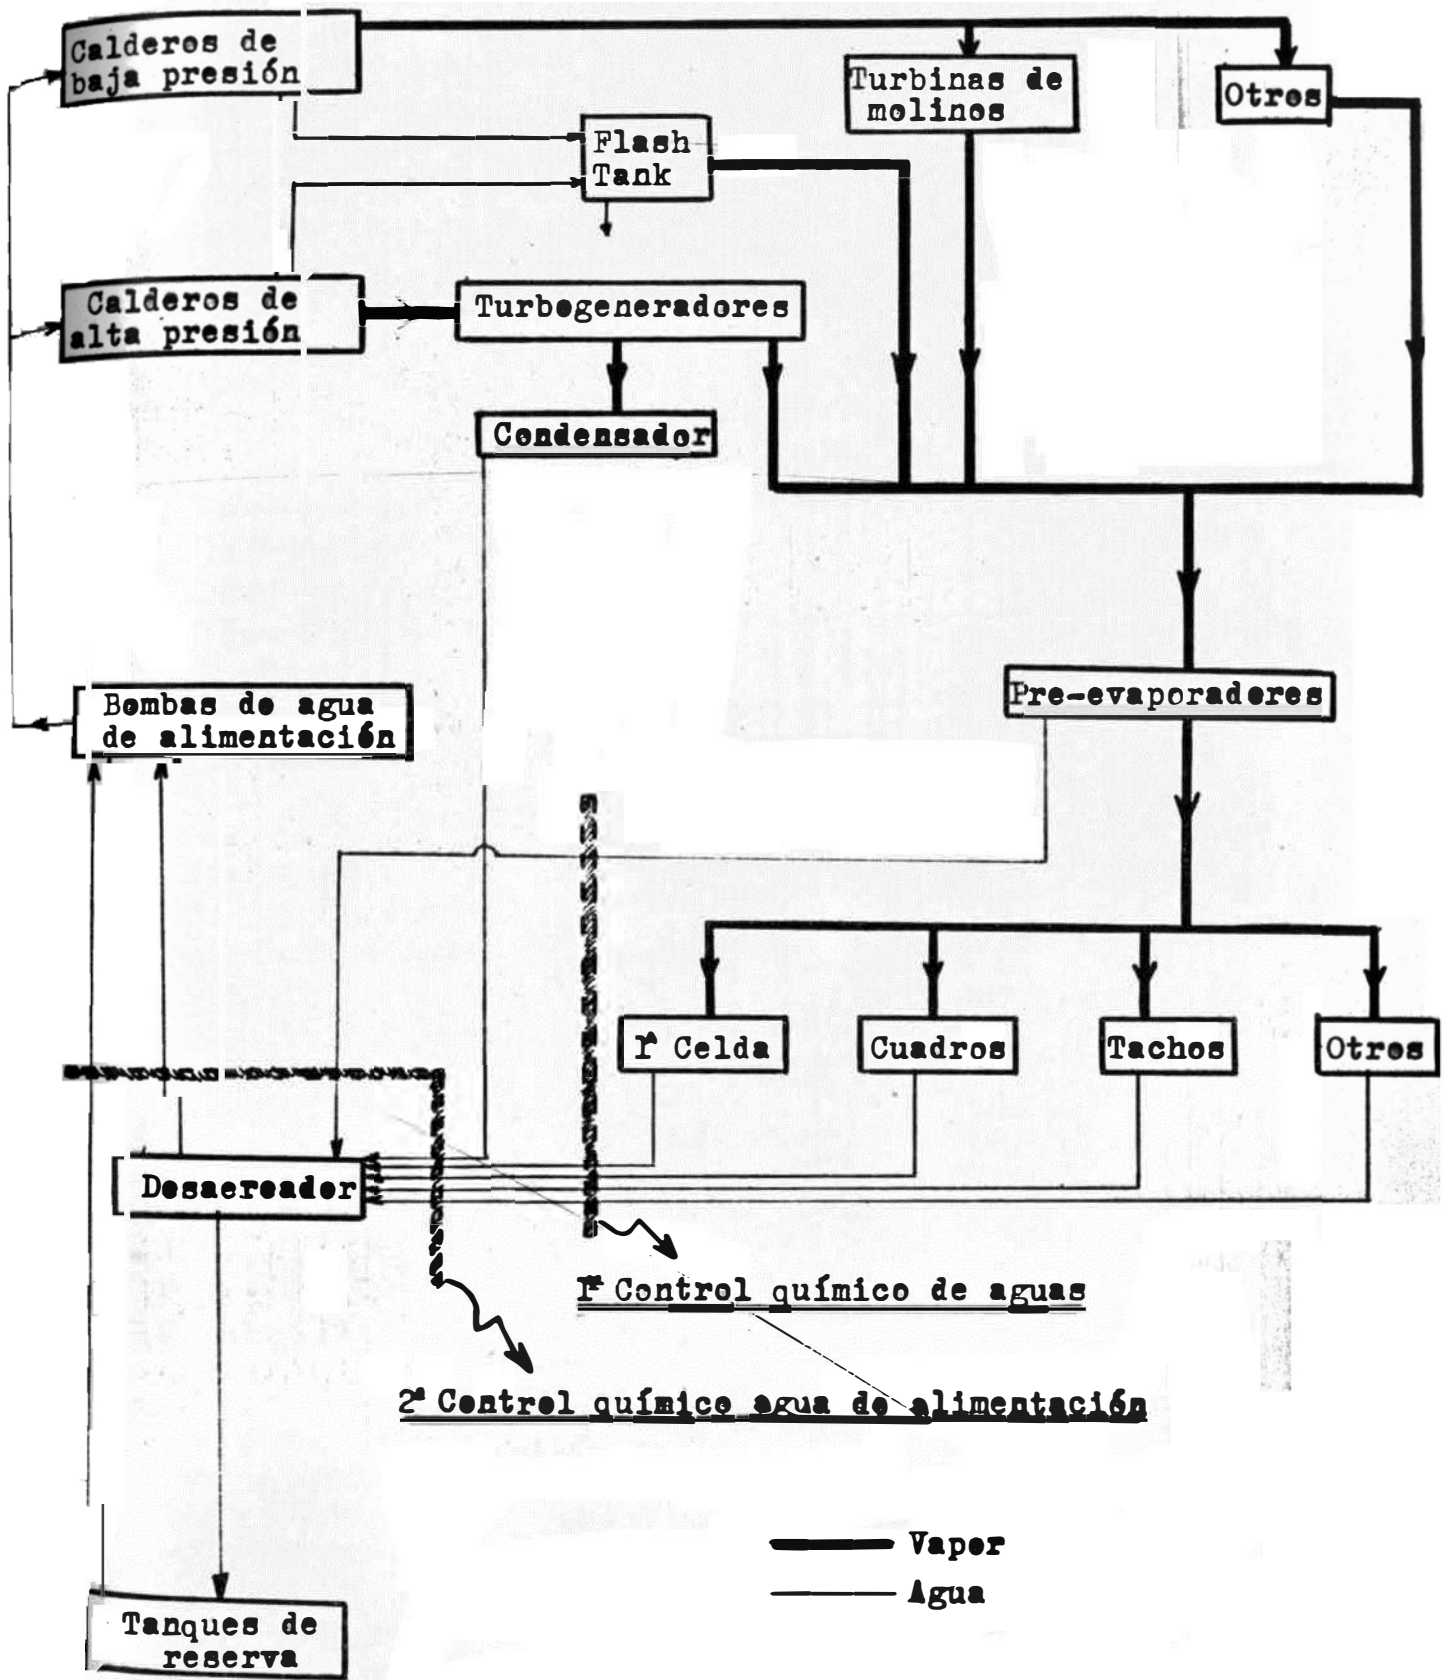 Calderos de
baja presión
Turbinas de
molinos
Otros
Flash
Tank
Calderos de
alta presión
Turbogeneradores
Condensador
Pre-evaporadores
Bombas de agua
de alimentación
1ª Celda
Cuadros
Tachos
Otros
Desaereador
1er Control químico de aguas
2º Control químico agua de alimentación
Vapor
Agua
Tanques de
reserva